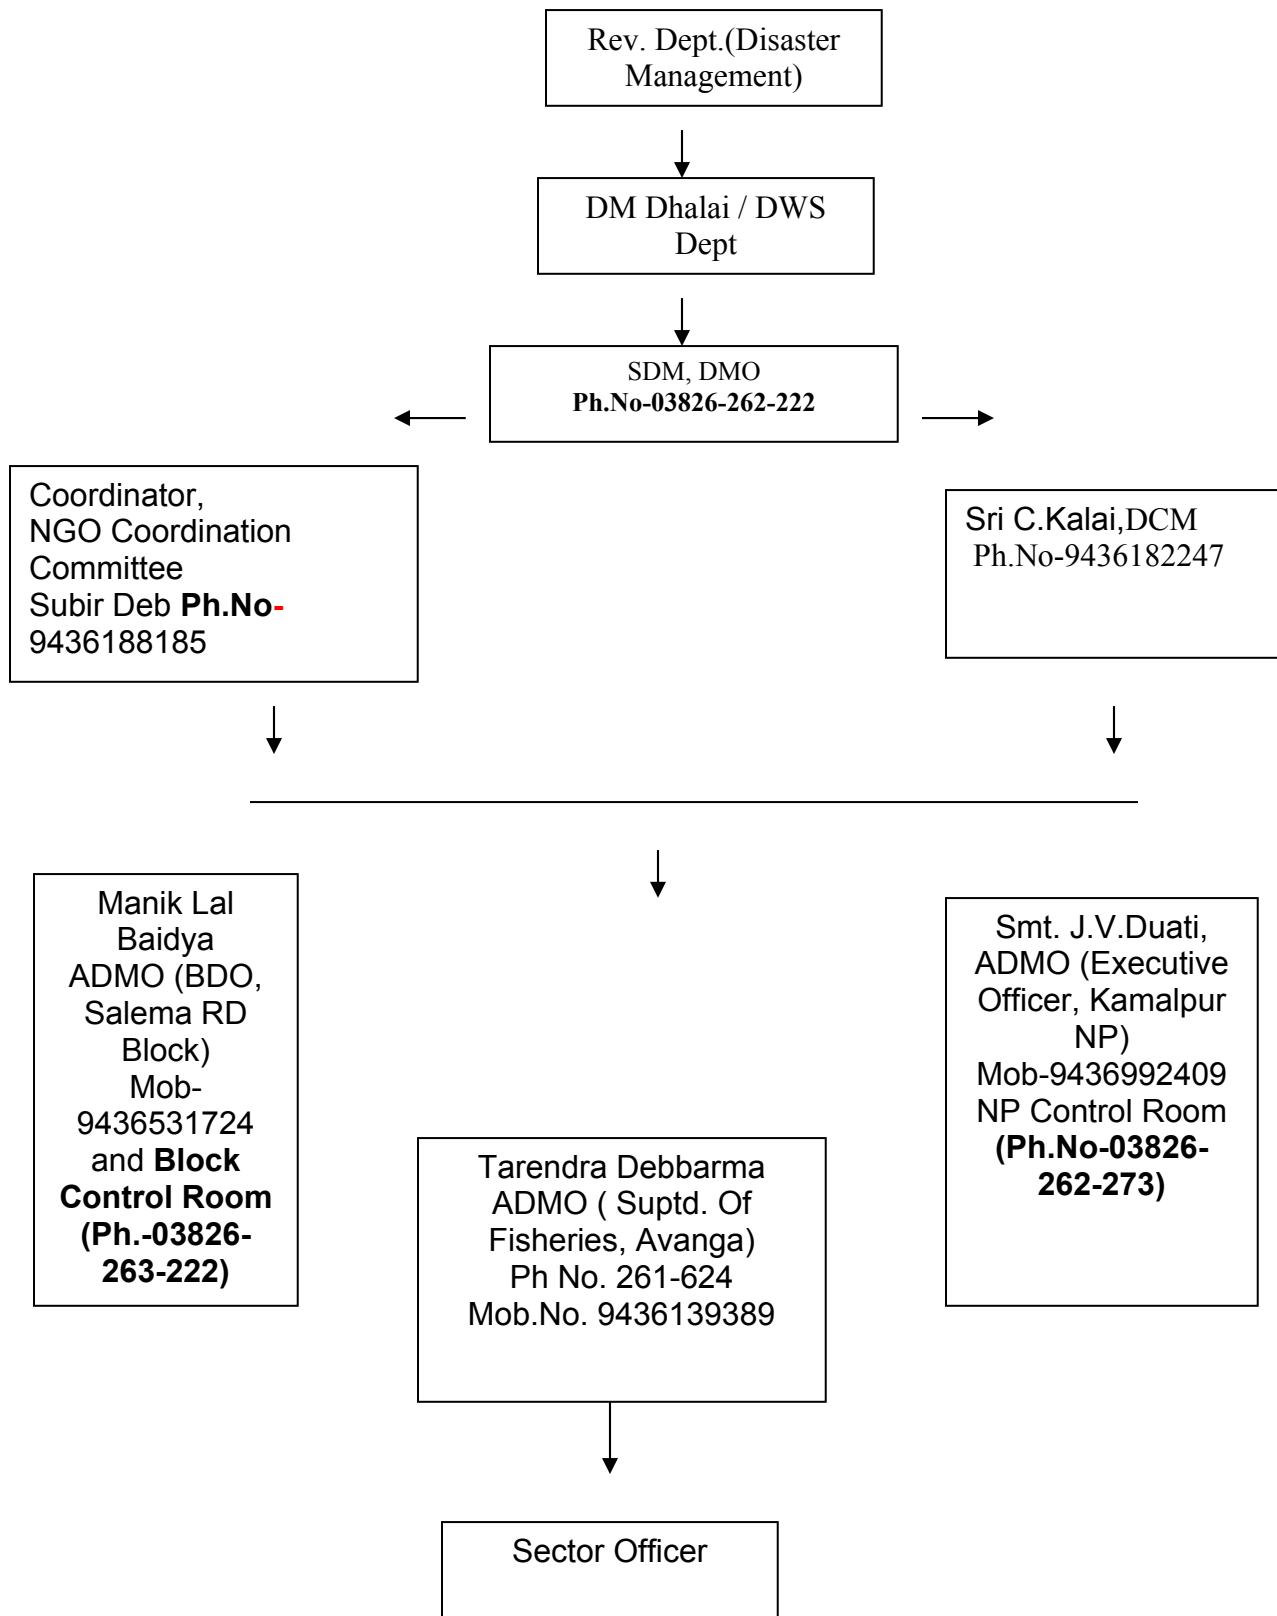 Rev. Dept.(Disaster
Management)
DM Dhalai / DWS
Dept
SDM, DMO
Ph.No-03826-262-222
Coordinator,
NGO Coordination
Committee
Subir Deb Ph.No-
9436188185
Sri C.Kalai,DCM
Ph.No-9436182247
Manik Lal
Baidya
ADMO (BDO,
Salema RD
Block)
Mob-
9436531724
and Block
Control Room
(Ph.-03826-
263-222)
Tarendra Debbarma
ADMO ( Suptd. Of
Fisheries, Avanga)
Ph No. 261-624
Mob.No. 9436139389
Smt. J.V.Duati,
ADMO (Executive
Officer, Kamalpur
NP)
Mob-9436992409
NP Control Room
(Ph.No-03826-
262-273)
Sector Officer